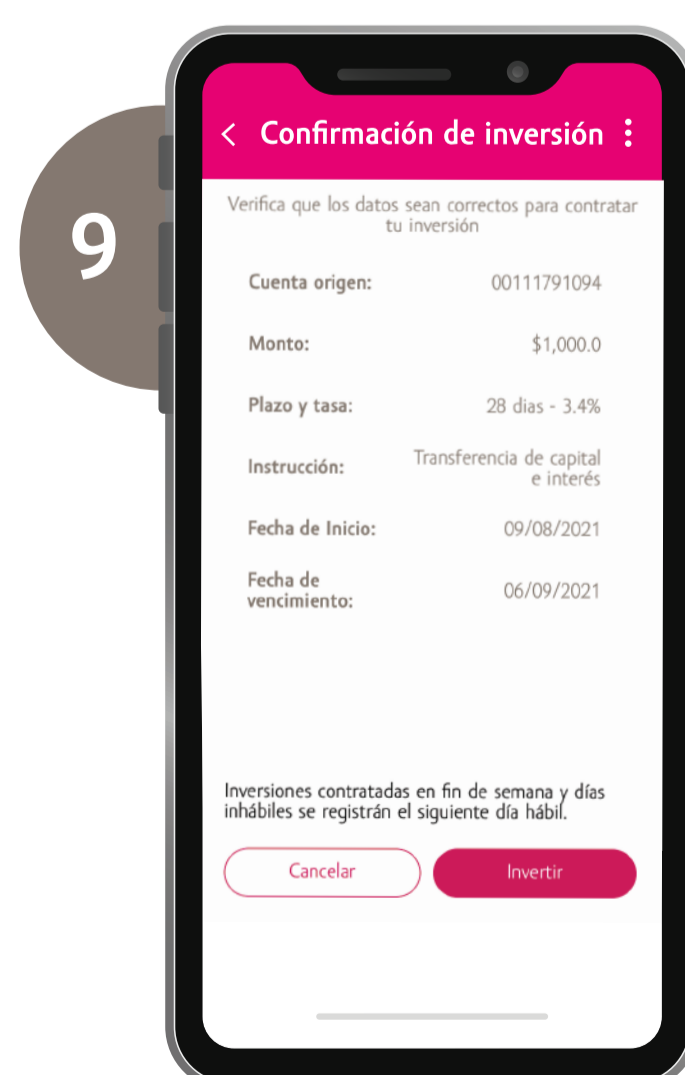 9
Confirmación de inversión
Verifica que los datos sean correctos para contratar
tu inversión
Cuenta origen: 00111791094
Monto: $1,000.0
Plazo y tasa: 28 dias - 3.4%
Instrucción: Transferencia de capital
e interés
Fecha de Inicio: 09/08/2021
Fecha de
vencimiento: 06/09/2021
Inversiones contratadas en fin de semana y días
inhábiles se registrán el siguiente día hábil.
Cancelar Invertir